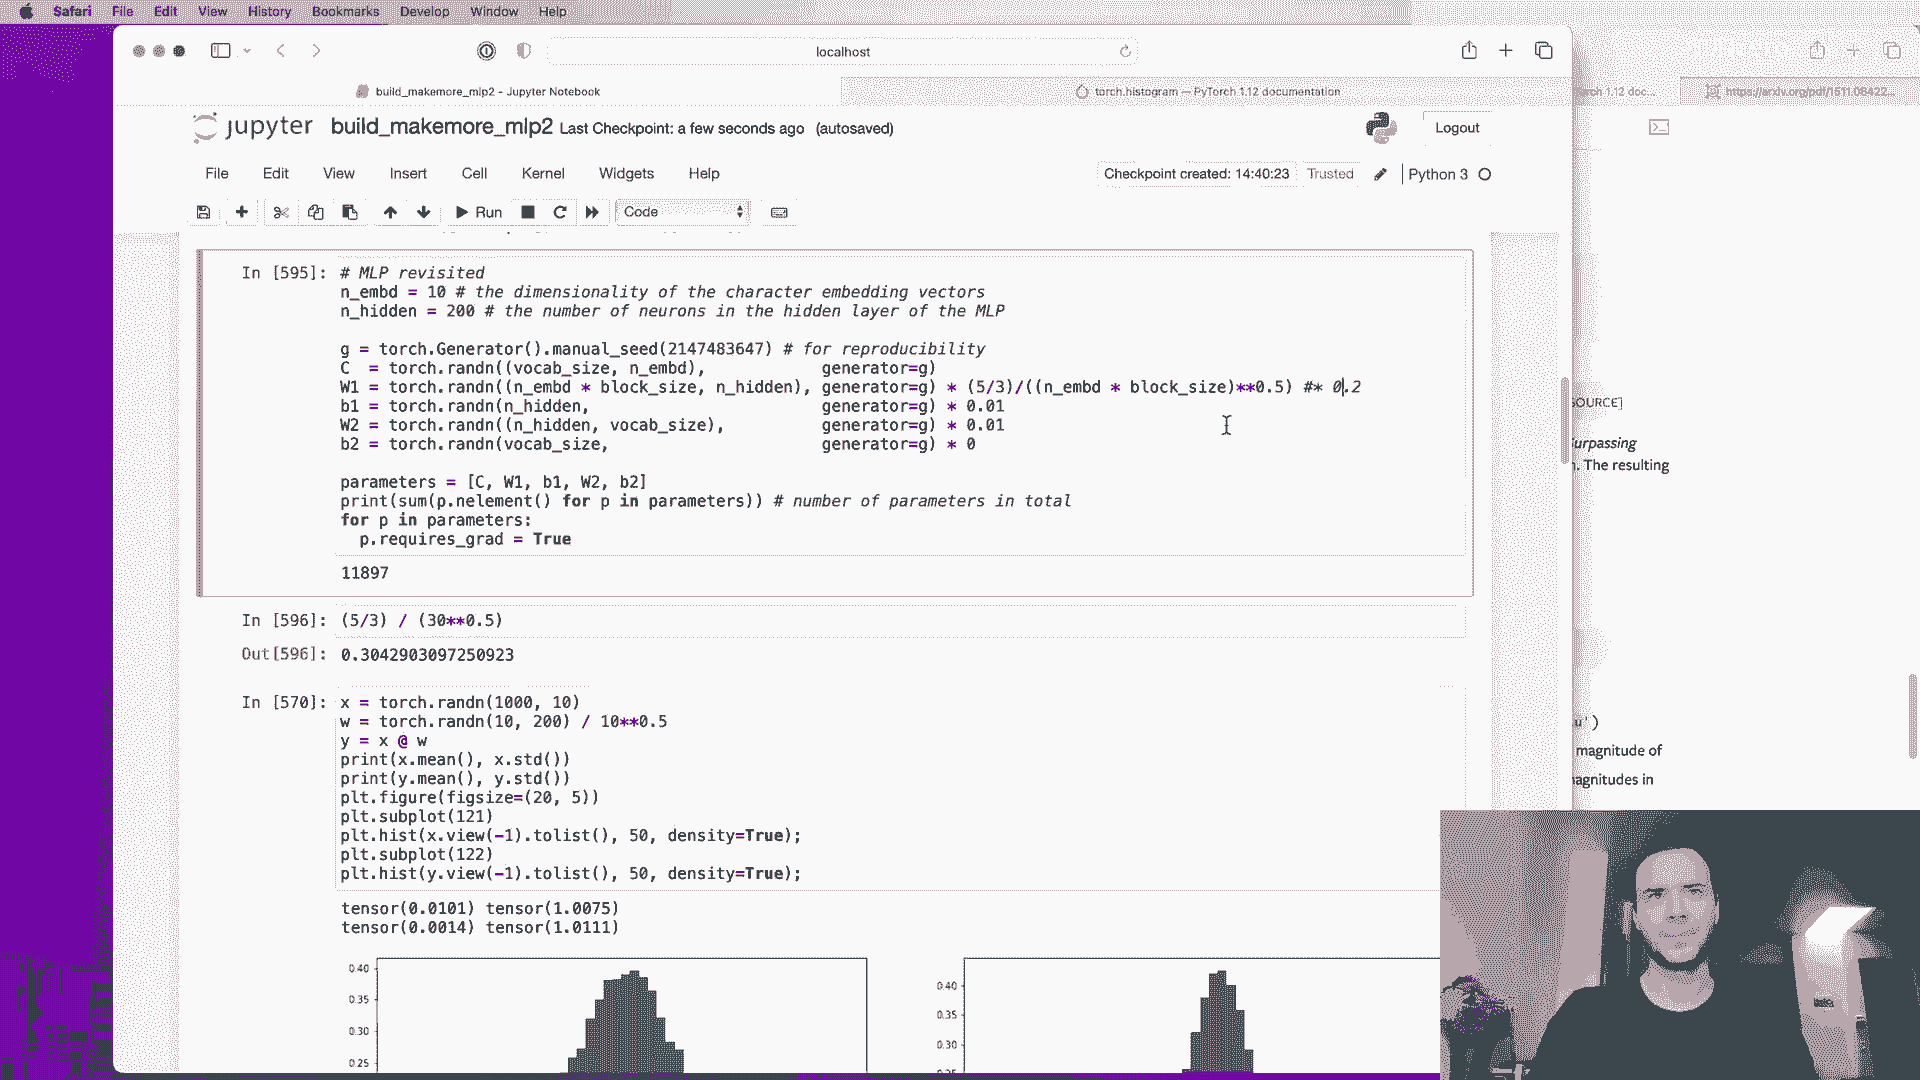 Safari File Edit View History Bookmarks Develop Window Help
localhost
build_makemore_mlp2 - Jupyter Notebook
torch.histogram — PyTorch 1.12 documentation
orch 1.12 doc...
https://arxiv.org/pdf/1511.06422...
jupyter build_makemore_mlp2 Last Checkpoint: a few seconds ago (autosaved)
Logout
File Edit View Insert Cell Kernel Widgets Help
Checkpoint created: 14:40:23 Trusted Python 3
Run Code
In [595]: # MLP revisited
n_embd = 10 # the dimensionality of the character embedding vectors
n_hidden = 200 # the number of neurons in the hidden layer of the MLP
g = torch.Generator().manual_seed(2147483647) # for reproducibility
C = torch.randn((vocab_size, n_embd), generator=g)
W1 = torch.randn((n_embd * block_size, n_hidden), generator=g) * (5/3)/((n_embd * block_size)**0.5) #* 0.2
b1 = torch.randn(n_hidden, generator=g) * 0.01
W2 = torch.randn((n_hidden, vocab_size), generator=g) * 0.01
b2 = torch.randn(vocab_size, generator=g) * 0
parameters = [C, W1, b1, W2, b2]
print(sum(p.nelement() for p in parameters)) # number of parameters in total
for p in parameters:
p.requires_grad = True
11897
In [596]: (5/3) / (30**0.5)
Out[596]: 0.3042903097250923
In [570]: x = torch.randn(1000, 10)
w = torch.randn(10, 200) / 10**0.5
y = x @ w
print(x.mean(), x.std())
print(y.mean(), y.std())
plt.figure(figsize=(20, 5))
plt.subplot(121)
plt.hist(x.view(-1).tolist(), 50, density=True);
plt.subplot(122)
plt.hist(y.view(-1).tolist(), 50, density=True);
tensor(0.0101) tensor(1.0075)
tensor(0.0014) tensor(1.0111)
0.40
0.35
0.30
0.25
0.40
0.35
0.30
SOURCE]
urpassing
n. The resulting
u')
magnitude of
agnitudes in